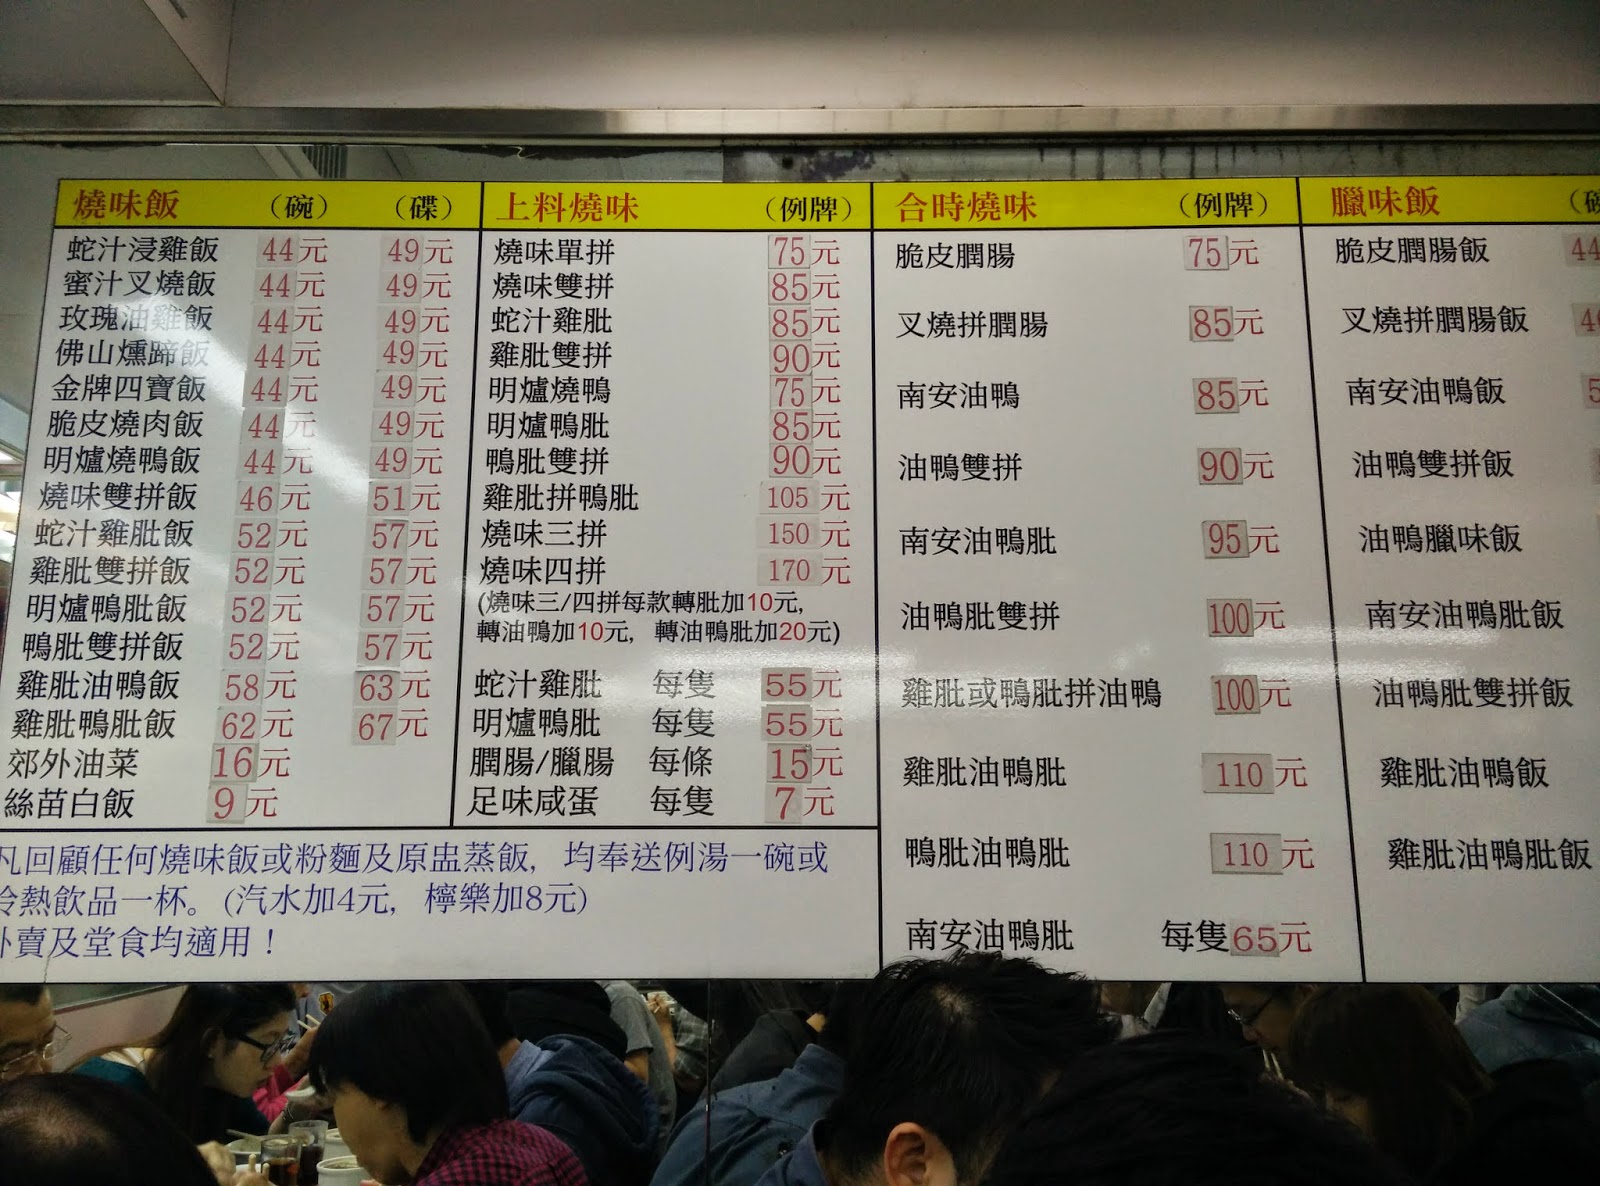 燒味飯 (碗) (碟)
蛇汁浸雞飯 44元 49元
蜜汁叉燒飯 44元 49元
玫瑰油雞飯 44元 49元
佛山燻蹄飯 44元 49元
金牌四寶飯 44元 49元
脆皮燒肉飯 44元 49元
明爐燒鴨飯 44元 49元
燒味雙拼飯 46元 51元
蛇汁雞肶飯 52元 57元
雞肶雙拼飯 52元 57元
明爐鴨肶飯 52元 57元
鴨肶雙拼飯 52元 57元
雞肶油鴨飯 58元 63元
雞肶鴨肶飯 62元 67元
郊外油菜 16元
絲苗白飯 9元
上料燒味 (例牌)
燒味單拼 75元
燒味雙拼 85元
蛇汁雞肶 85元
雞肶雙拼 90元
明爐燒鴨 75元
明爐鴨肶 85元
鴨肶雙拼 90元
雞肶拼鴨肶 105元
燒味三拼 150元
燒味四拼 170元
(燒味三/四拼每款轉肶加10元,
轉油鴨加10元, 轉油鴨肶加20元)
蛇汁雞肶 每隻 55元
明爐鴨肶 每隻 55元
膶腸/臘腸 每條 15元
足味咸蛋 每隻 7元
凡回顧任何燒味飯或粉麵及原盅蒸飯, 均奉送例湯一碗或
冷熱飲品一杯。(汽水加4元, 檸樂加8元)
外賣及堂食均適用！
合時燒味 (例牌)
脆皮膶腸 75元
叉燒拼膶腸 85元
南安油鴨 85元
油鴨雙拼 90元
南安油鴨肶 95元
油鴨肶雙拼 100元
雞肶或鴨肶拼油鴨 100元
雞肶油鴨肶 110元
鴨肶油鴨肶 110元
南安油鴨肶 每隻65元
臘味飯
脆皮膶腸飯 44
叉燒拼膶腸飯
南安油鴨飯
油鴨雙拼飯
油鴨臘味飯
南安油鴨肶飯
油鴨肶雙拼飯
雞肶油鴨飯
雞肶油鴨肶飯